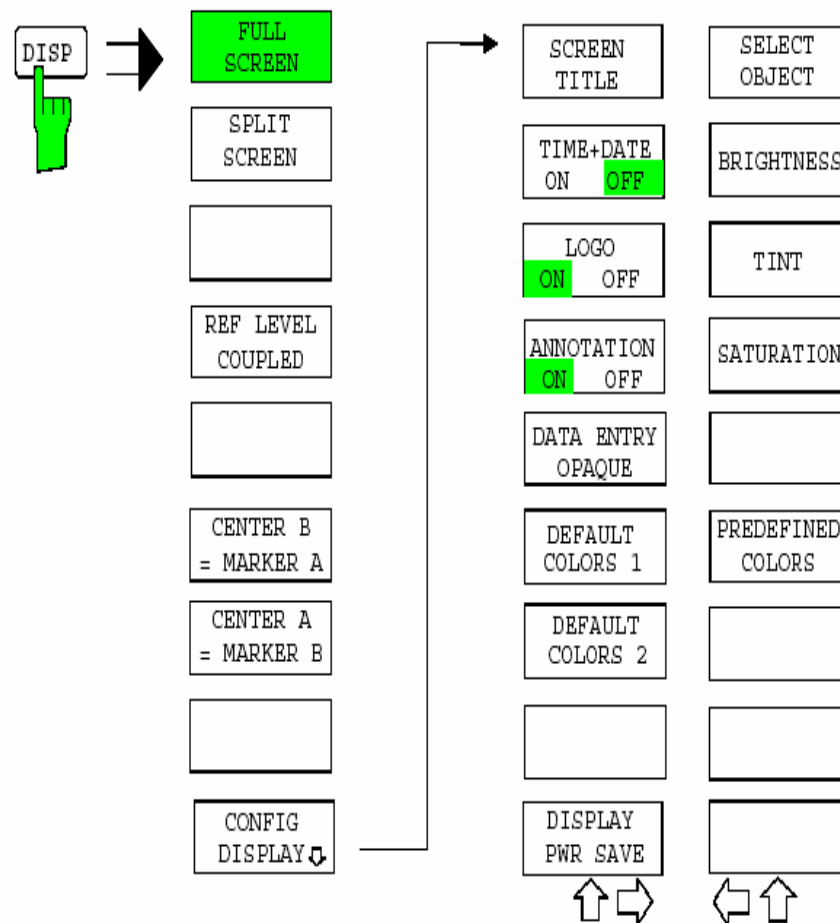 DISP
FULL
SCREEN
SPLIT
SCREEN
REF LEVEL
COUPLED
CENTER B
= MARKER A
CENTER A
= MARKER B
CONFIG
DISPLAY
SCREEN
TITLE
TIME+DATE
ON OFF
LOGO
ON OFF
ANNOTATION
ON OFF
DATA ENTRY
OPAQUE
DEFAULT
COLORS 1
DEFAULT
COLORS 2
DISPLAY
PWR SAVE
SELECT
OBJECT
BRIGHTNESS
TINT
SATURATION
PREDEFINED
COLORS